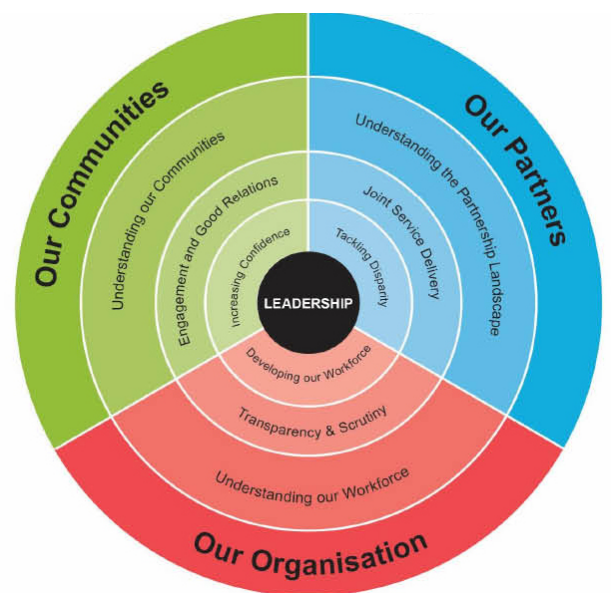 Our Communities
Understanding our Communities
Engagement and Good Relations
Increasing Confidence
Our Partners
Understanding the Partnership Landscape
Joint Service Delivery
Tackling Disparity
LEADERSHIP
Developing our Workforce
Transparency & Scrutiny
Understanding our Workforce
Our Organisation